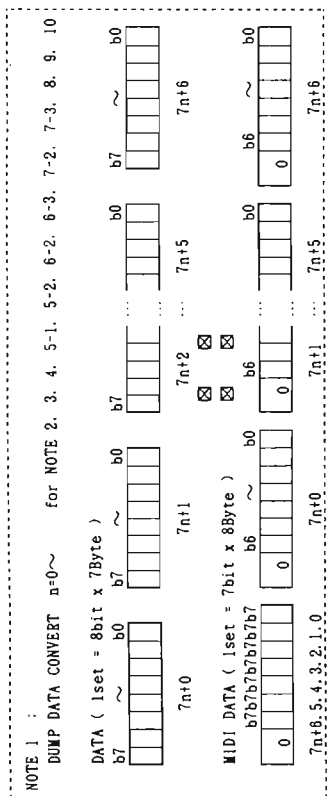 NOTE 1 :
DUMP DATA CONVERT n=0~ for NOTE 2. 3. 4. 5-1. 5-2. 6-2. 6-3. 7-2. 7-3. 8. 9. 10
DATA ( 1set = 8bit x 7Byte )
b7 ~ b0 b7 ~ b0 b7 b0 b7 ~ b0
7n+0 7n+1 7n+2 ... 7n+5 7n+6
MIDI DATA ( 1set = 7bit x 8Byte )
b7b7b7b7b7b7b7 b6 ~ b0 b6 b0 b6 ~ b0
0 0 0 0
7n+6.5.4.3.2.1.0 7n+0 7n+1 ... 7n+5 7n+6